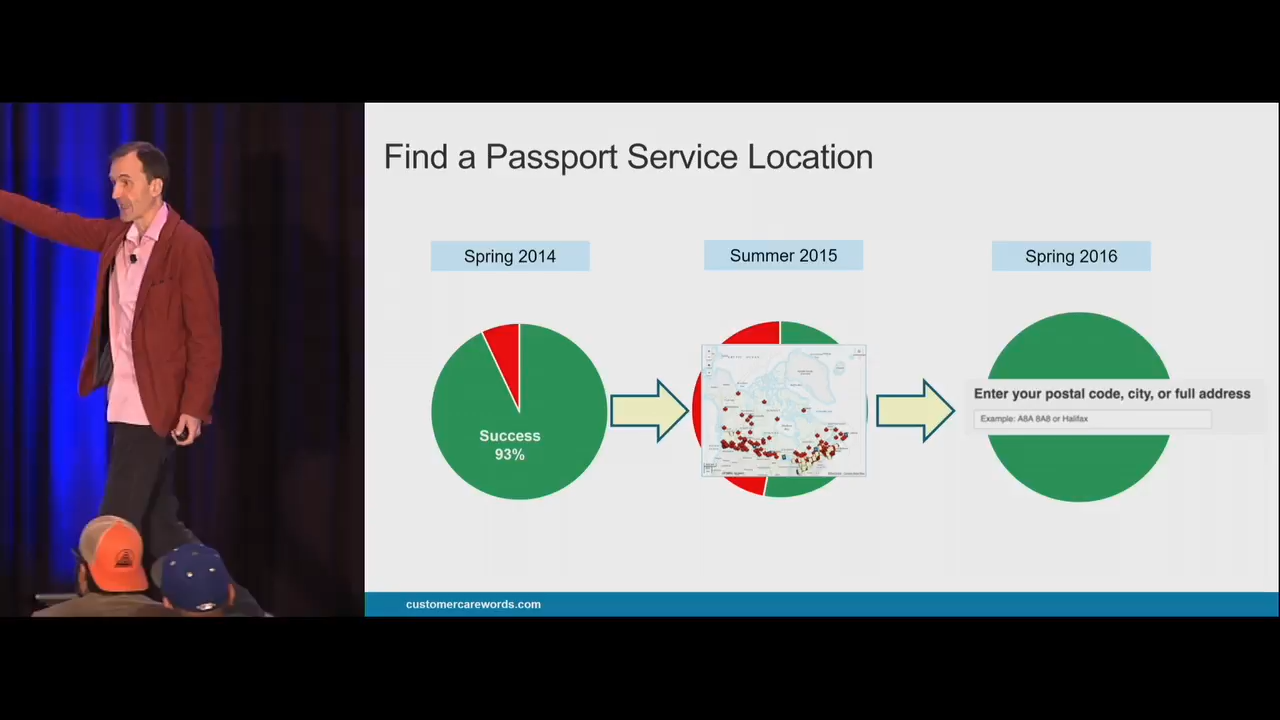 Find a Passport Service Location
Spring 2014
Summer 2015
Spring 2016
Success
93%
Enter your postal code, city, or full address
Example: A8A 8A8 or Halifax
customercarewords.com